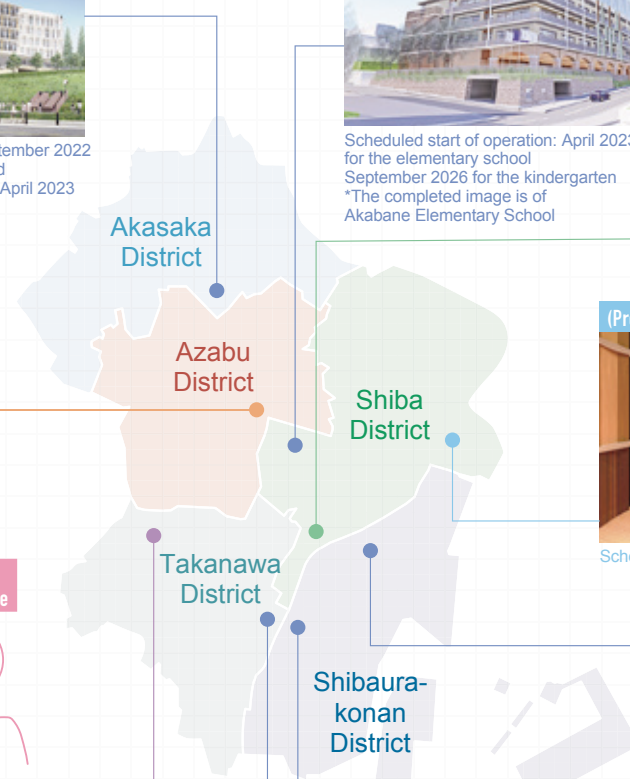 tember 2022
d
April 2023
Scheduled start of operation: April 2023
for the elementary school
September 2026 for the kindergarten
*The completed image is of
Akabane Elementary School
Akasaka
District
(Pr
Azabu
District
Shiba
District
Sche
Takanawa
District
e
Shibaura-
konan
District